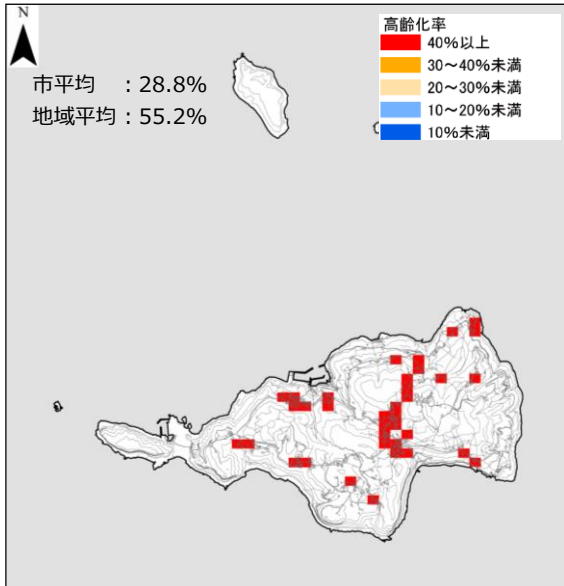 N
高齢化率
40%以上
30～40%未満
20～30%未満
10～20%未満
10%未満
市平均　：28.8%
地域平均：55.2%